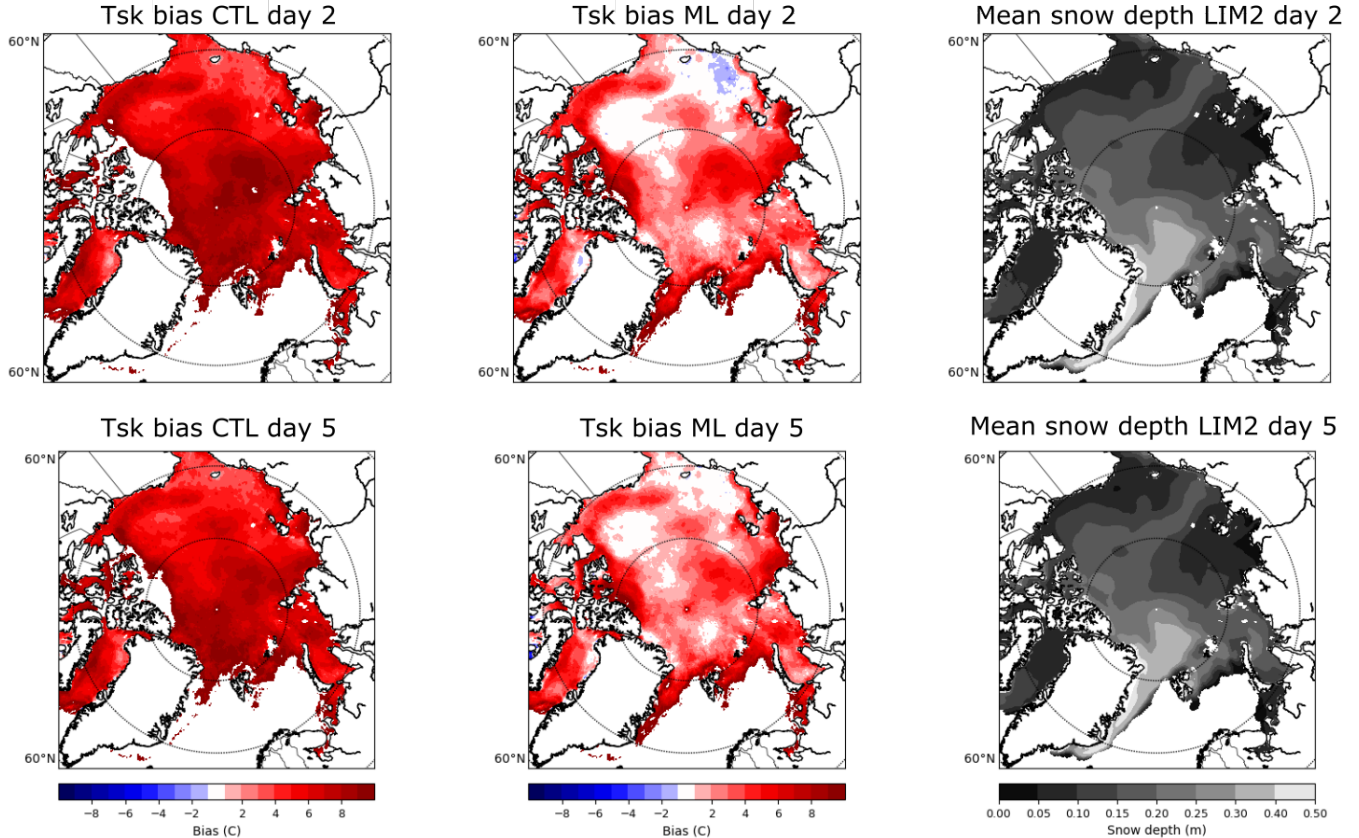 Tsk bias CTL day 2
Tsk bias ML day 2
Mean snow depth LIM2 day 2
60°N
60°N
60°N
60°N
60°N
60°N
Tsk bias CTL day 5
Tsk bias ML day 5
Mean snow depth LIM2 day 5
60°N
60°N
60°N
60°N
60°N
60°N
−8 −6 −4 −2 0 2 4 6 8
Bias (C)
−8 −6 −4 −2 0 2 4 6 8
Bias (C)
0.00 0.05 0.10 0.15 0.20 0.25 0.30 0.40 0.50
Snow depth (m)